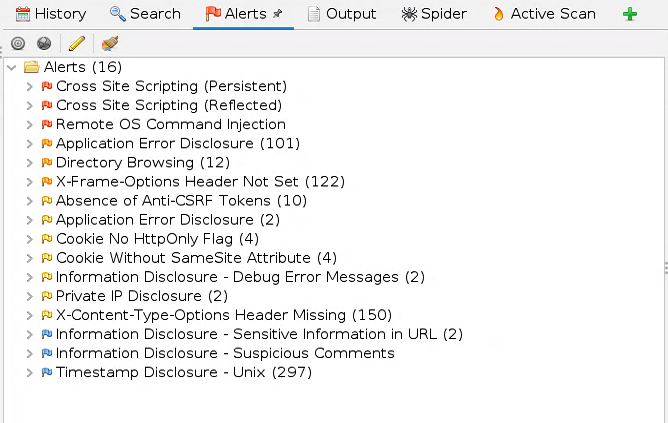 History Search Alerts Output Spider Active Scan
Alerts (16)
Cross Site Scripting (Persistent)
Cross Site Scripting (Reflected)
Remote OS Command Injection
Application Error Disclosure (101)
Directory Browsing (12)
X-Frame-Options Header Not Set (122)
Absence of Anti-CSRF Tokens (10)
Application Error Disclosure (2)
Cookie No HttpOnly Flag (4)
Cookie Without SameSite Attribute (4)
Information Disclosure - Debug Error Messages (2)
Private IP Disclosure (2)
X-Content-Type-Options Header Missing (150)
Information Disclosure - Sensitive Information in URL (2)
Information Disclosure - Suspicious Comments
Timestamp Disclosure - Unix (297)